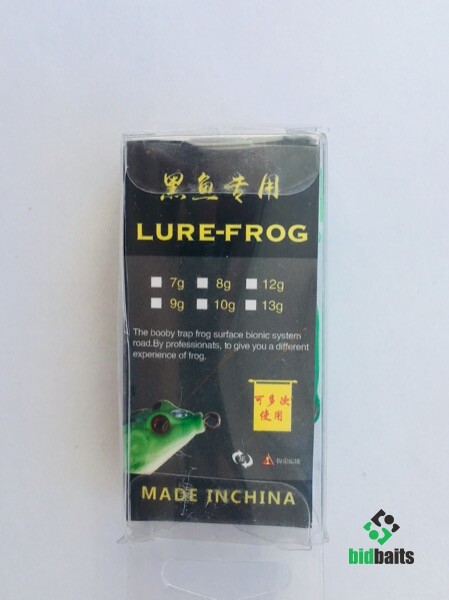 黑鱼专用
LURE-FROG
7g 8g 12g
9g 10g 13g
The booby trap frog surface bionic system
road.By professionats, to give you a different
experience of frog.
可多次
使用
MADE INCHINA
bidbaits